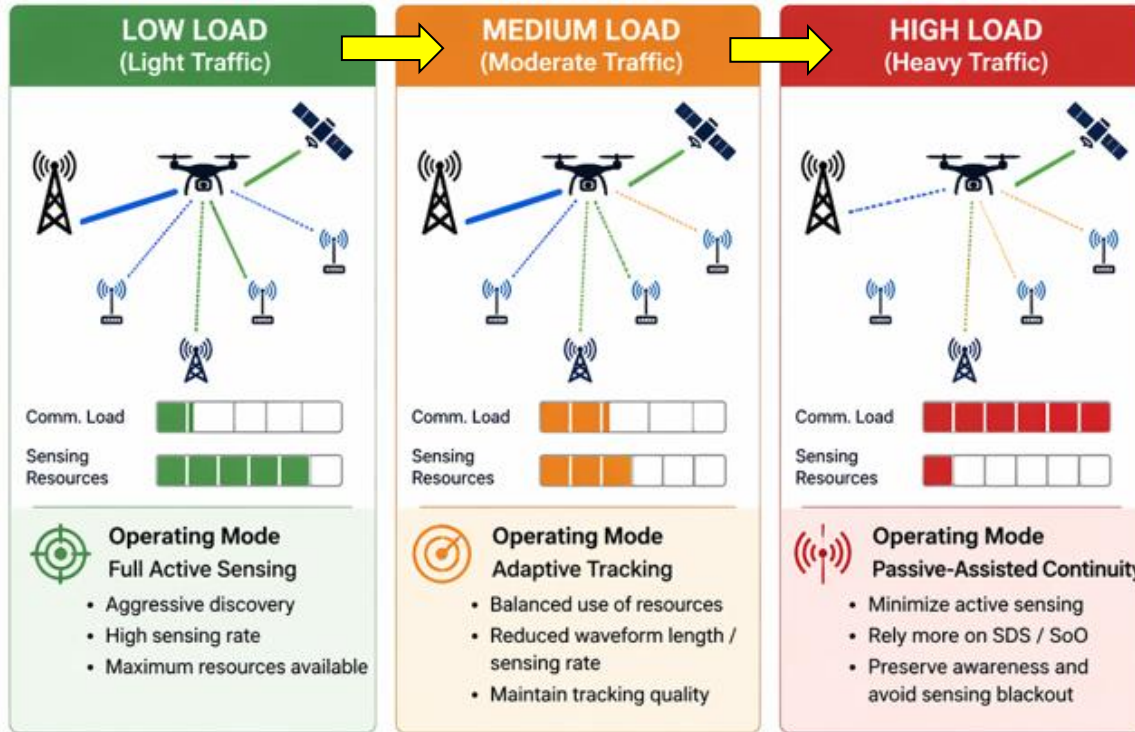 LOW LOAD
(Light Traffic)
Comm. Load
Sensing
Resources
Operating Mode
Full Active Sensing
• Aggressive discovery
• High sensing rate
• Maximum resources available
MEDIUM LOAD
(Moderate Traffic)
Comm. Load
Sensing
Resources
Operating Mode
Adaptive Tracking
• Balanced use of resources
• Reduced waveform length /
sensing rate
• Maintain tracking quality
HIGH LOAD
(Heavy Traffic)
Comm. Load
Sensing
Resources
Operating Mode
Passive-Assisted Continuity
• Minimize active sensing
• Rely more on SDS / SoO
• Preserve awareness and
avoid sensing blackout